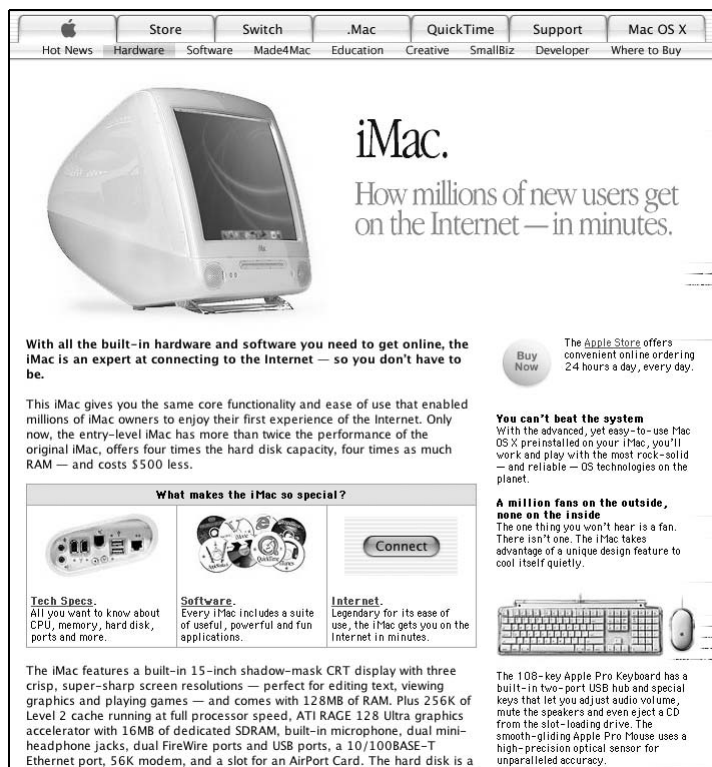 Store Switch .Mac QuickTime Support Mac OS X
Hot News Hardware Software Made4Mac Education Creative SmallBiz Developer Where to Buy
iMac.
How millions of new users get
on the Internet — in minutes.
With all the built-in hardware and software you need to get online, the
iMac is an expert at connecting to the Internet — so you don't have to
be.
This iMac gives you the same core functionality and ease of use that enabled
millions of iMac owners to enjoy their first experience of the Internet. Only
now, the entry-level iMac has more than twice the performance of the
original iMac, offers four times the hard disk capacity, four times as much
RAM — and costs $500 less.
What makes the iMac so special?
Connect
Tech Specs.
All you want to know about
CPU, memory, hard disk,
ports and more.
Software.
Every iMac includes a suite
of useful, powerful and fun
applications.
Internet.
Legendary for its ease of
use, the iMac gets you on the
Internet in minutes.
The iMac features a built-in 15-inch shadow-mask CRT display with three
crisp, super-sharp screen resolutions — perfect for editing text, viewing
graphics and playing games — and comes with 128MB of RAM. Plus 256K of
Level 2 cache running at full processor speed, ATI RAGE 128 Ultra graphics
accelerator with 16MB of dedicated SDRAM, built-in microphone, dual mini-
headphone jacks, dual FireWire ports and USB ports, a 10/100BASE-T
Ethernet port, 56K modem, and a slot for an AirPort Card. The hard disk is a
Buy
Now
The Apple Store offers
convenient online ordering
24 hours a day, every day.
You can't beat the system
With the advanced, yet easy-to-use Mac
OS X preinstalled on your iMac, you'll
work and play with the most rock-solid
— and reliable — OS technologies on the
planet.
A million fans on the outside,
none on the inside
The one thing you won't hear is a fan.
There isn't one. The iMac takes
advantage of a unique design feature to
cool itself quietly.
The 108-key Apple Pro Keyboard has a
built-in two-port USB hub and special
keys that let you adjust audio volume,
mute the speakers and even eject a CD
from the slot-loading drive. The
smooth-gliding Apple Pro Mouse uses a
high-precision optical sensor for
unparalleled accuracy.